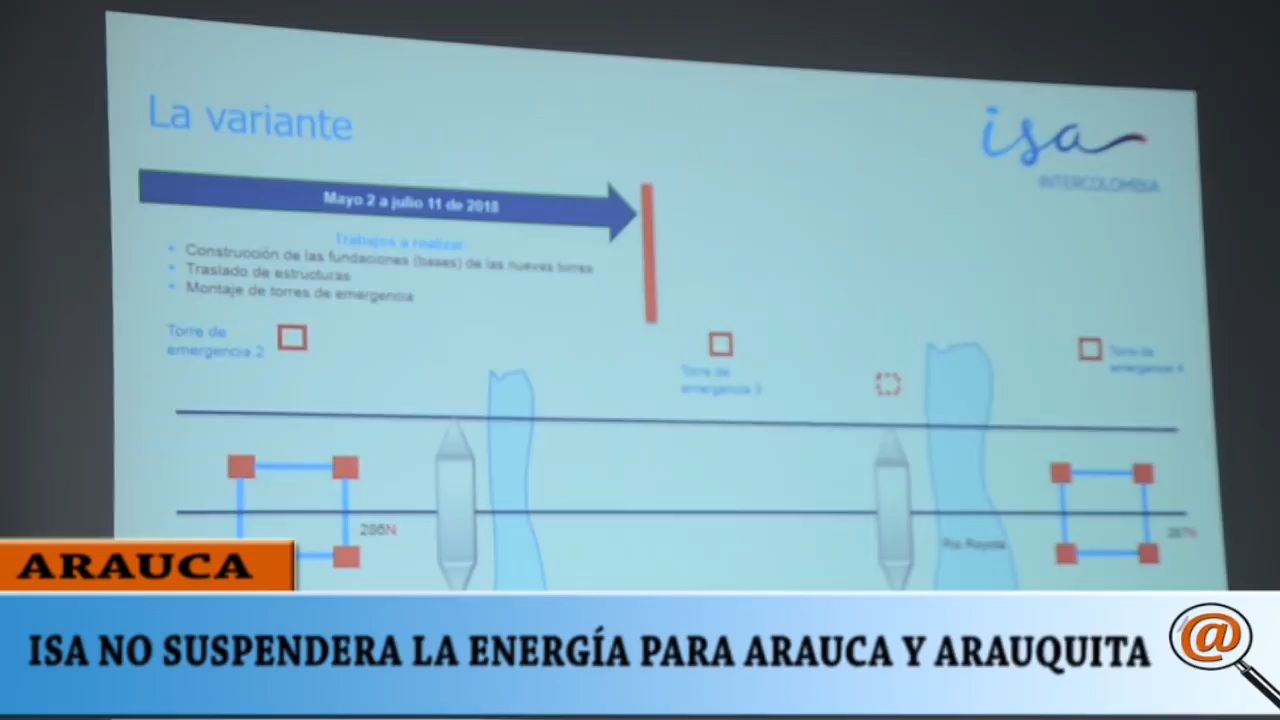 La variante
isa
INTERCOLOMBIA
Mayo 2 a julio 11 de 2018
Trabajos a realizar
• Construcción de las fundaciones (bases) de las nuevas torres
• Traslado de estructuras
• Montaje de torres de emergencia
Torre de
emergencia 2
Torre de
emergencia 3
Torre de
emergencia 4
286N
287N
Río
ARAUCA
ISA NO SUSPENDERA LA ENERGÍA PARA ARAUCA Y ARAUQUITA
@